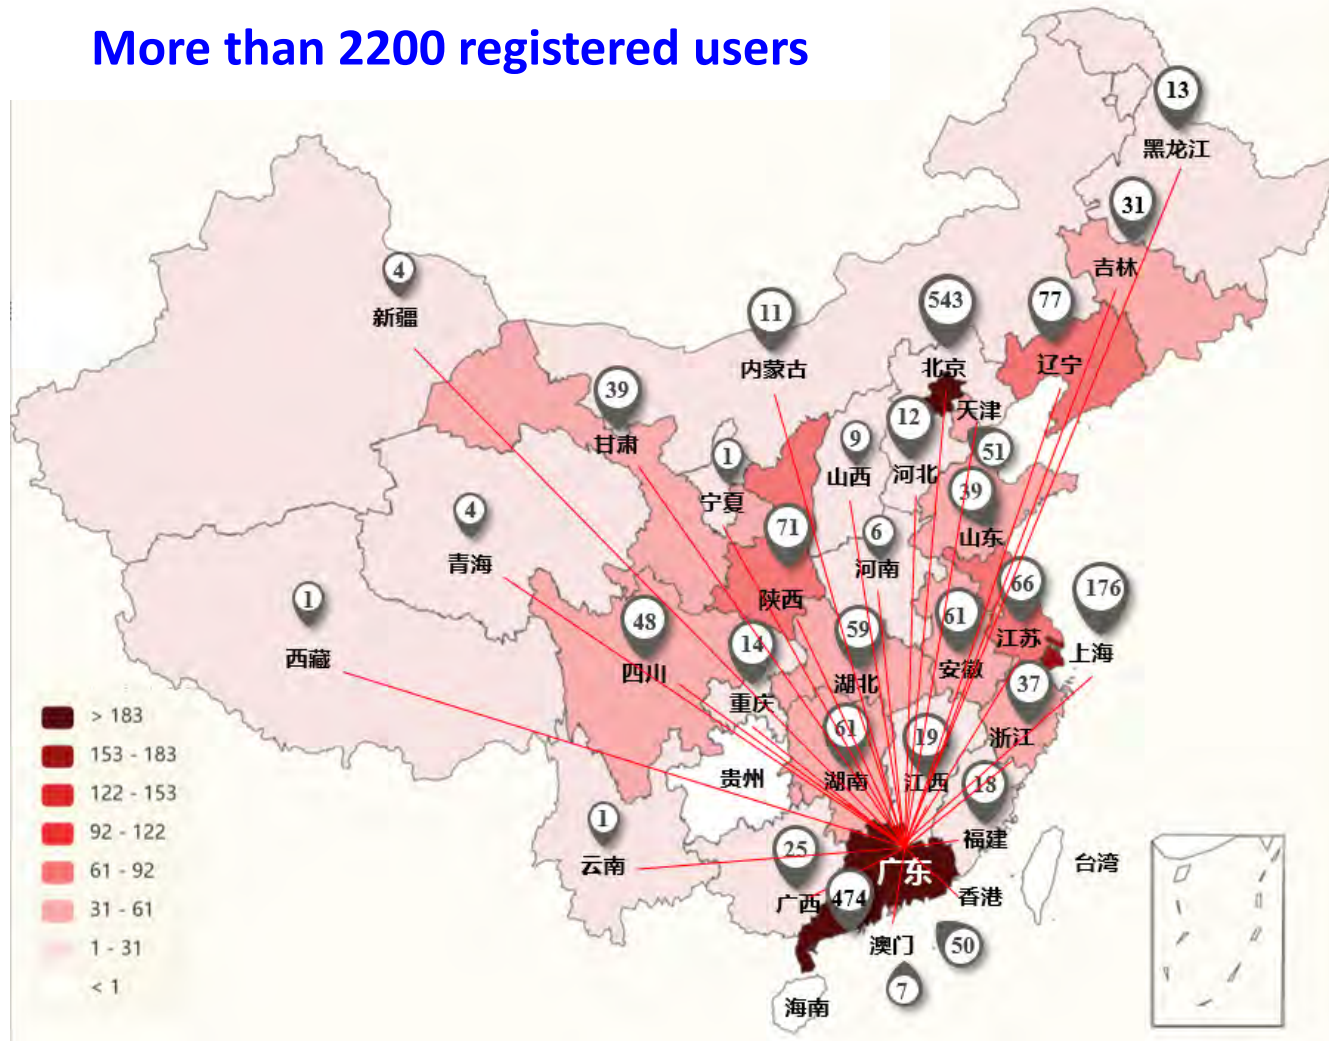 More than 2200 registered users
13
黑龙江
31
吉林
4
新疆
11
内蒙古
543
北京
77
辽宁
39
甘肃
12
河北
天津
51
9
山西
1
宁夏
39
山东
4
青海
71
陕西
6
河南
66
江苏
176
上海
1
西藏
48
四川
14
重庆
59
湖北
61
安徽
37
浙江
61
湖南
19
江西
贵州
18
福建
1
云南
25
广西
474
广东
香港
50
澳门
7
台湾
海南
> 183
153 - 183
122 - 153
92 - 122
61 - 92
31 - 61
1 - 31
< 1